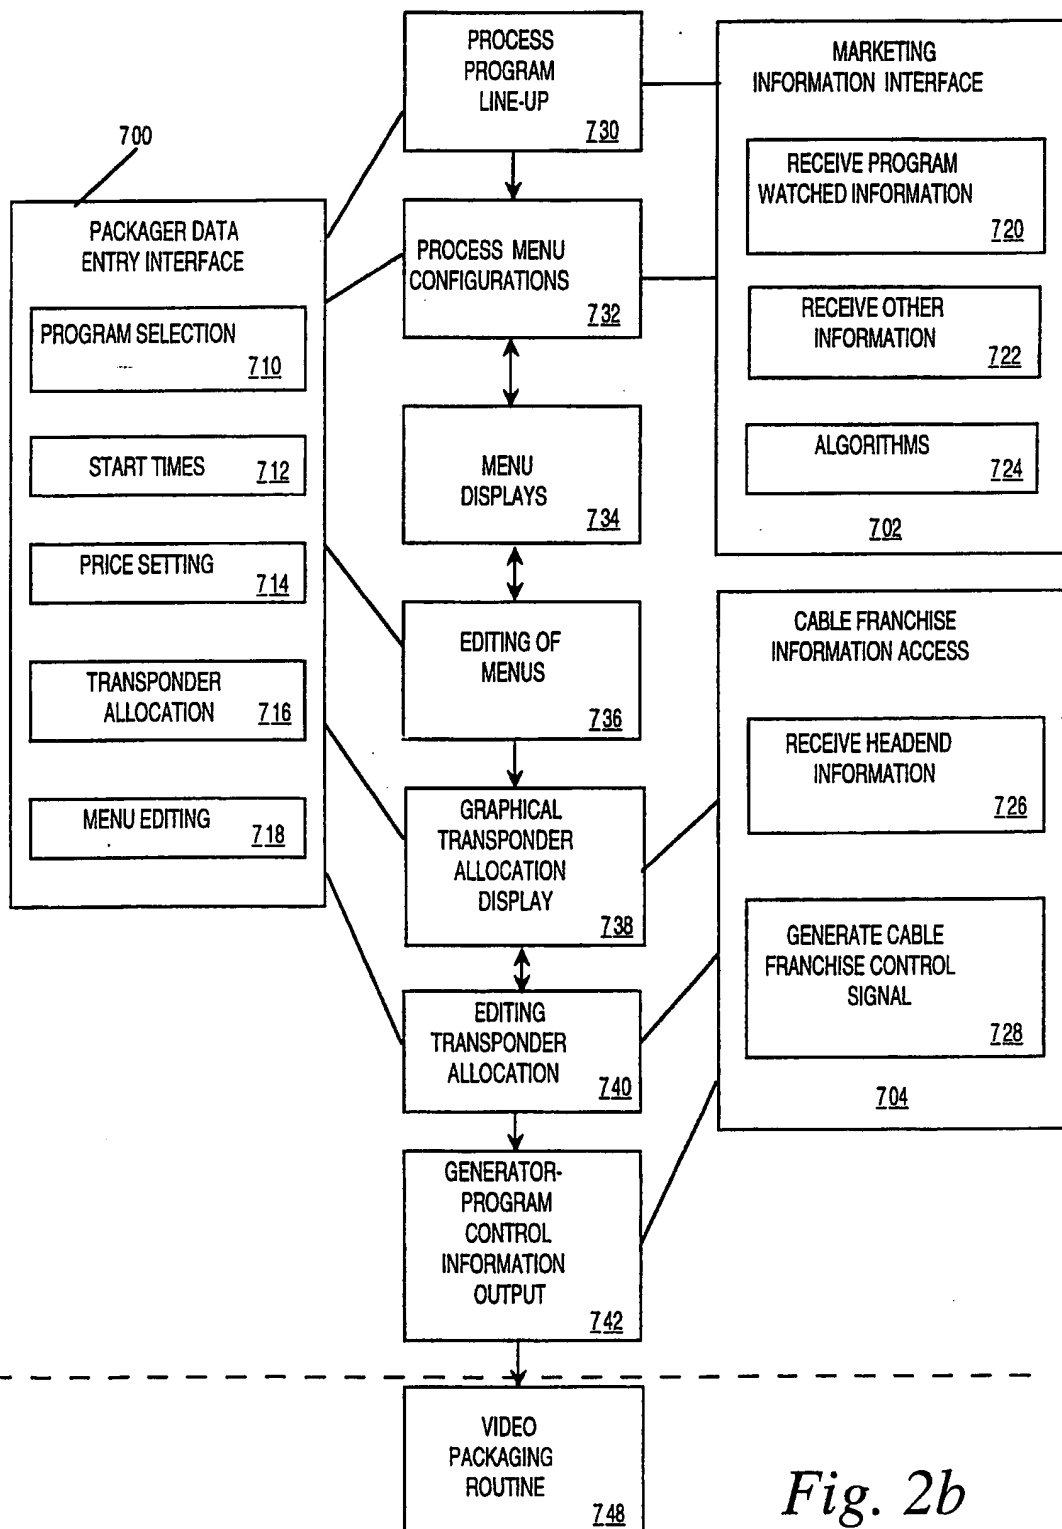 700
PACKAGER DATA
ENTRY INTERFACE
PROGRAM SELECTION
710
START TIMES
712
PRICE SETTING
714
TRANSPONDER
ALLOCATION
716
MENU EDITING
718
PROCESS
PROGRAM
LINE-UP
730
PROCESS MENU
CONFIGURATIONS
732
MENU
DISPLAYS
734
EDITING OF
MENUS
736
GRAPHICAL
TRANSPONDER
ALLOCATION
DISPLAY
738
EDITING
TRANSPONDER
ALLOCATION
740
GENERATOR-
PROGRAM
CONTROL
INFORMATION
OUTPUT
742
VIDEO
PACKAGING
ROUTINE
748
MARKETING
INFORMATION INTERFACE
RECEIVE PROGRAM
WATCHED INFORMATION
720
RECEIVE OTHER
INFORMATION
722
ALGORITHMS
724
702
CABLE FRANCHISE
INFORMATION ACCESS
RECEIVE HEADEND
INFORMATION
726
GENERATE CABLE
FRANCHISE CONTROL
SIGNAL
728
704
Fig. 2b